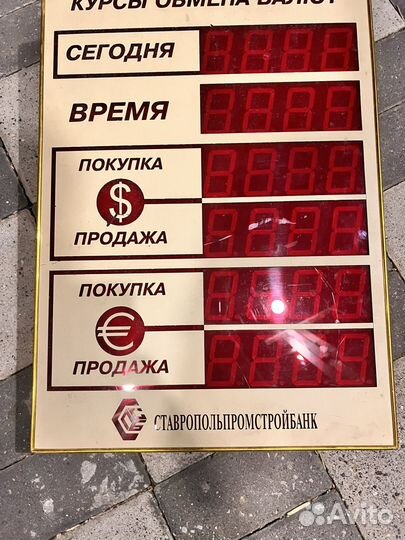 КУРСЫ ОБМЕНА ВАЛЮТ
СЕГОДНЯ
ВРЕМЯ
ПОКУПКА
$
ПРОДАЖА
ПОКУПКА
€
ПРОДАЖА
СТАВРОПОЛЬПРОМСТРОЙБАНК
Avito